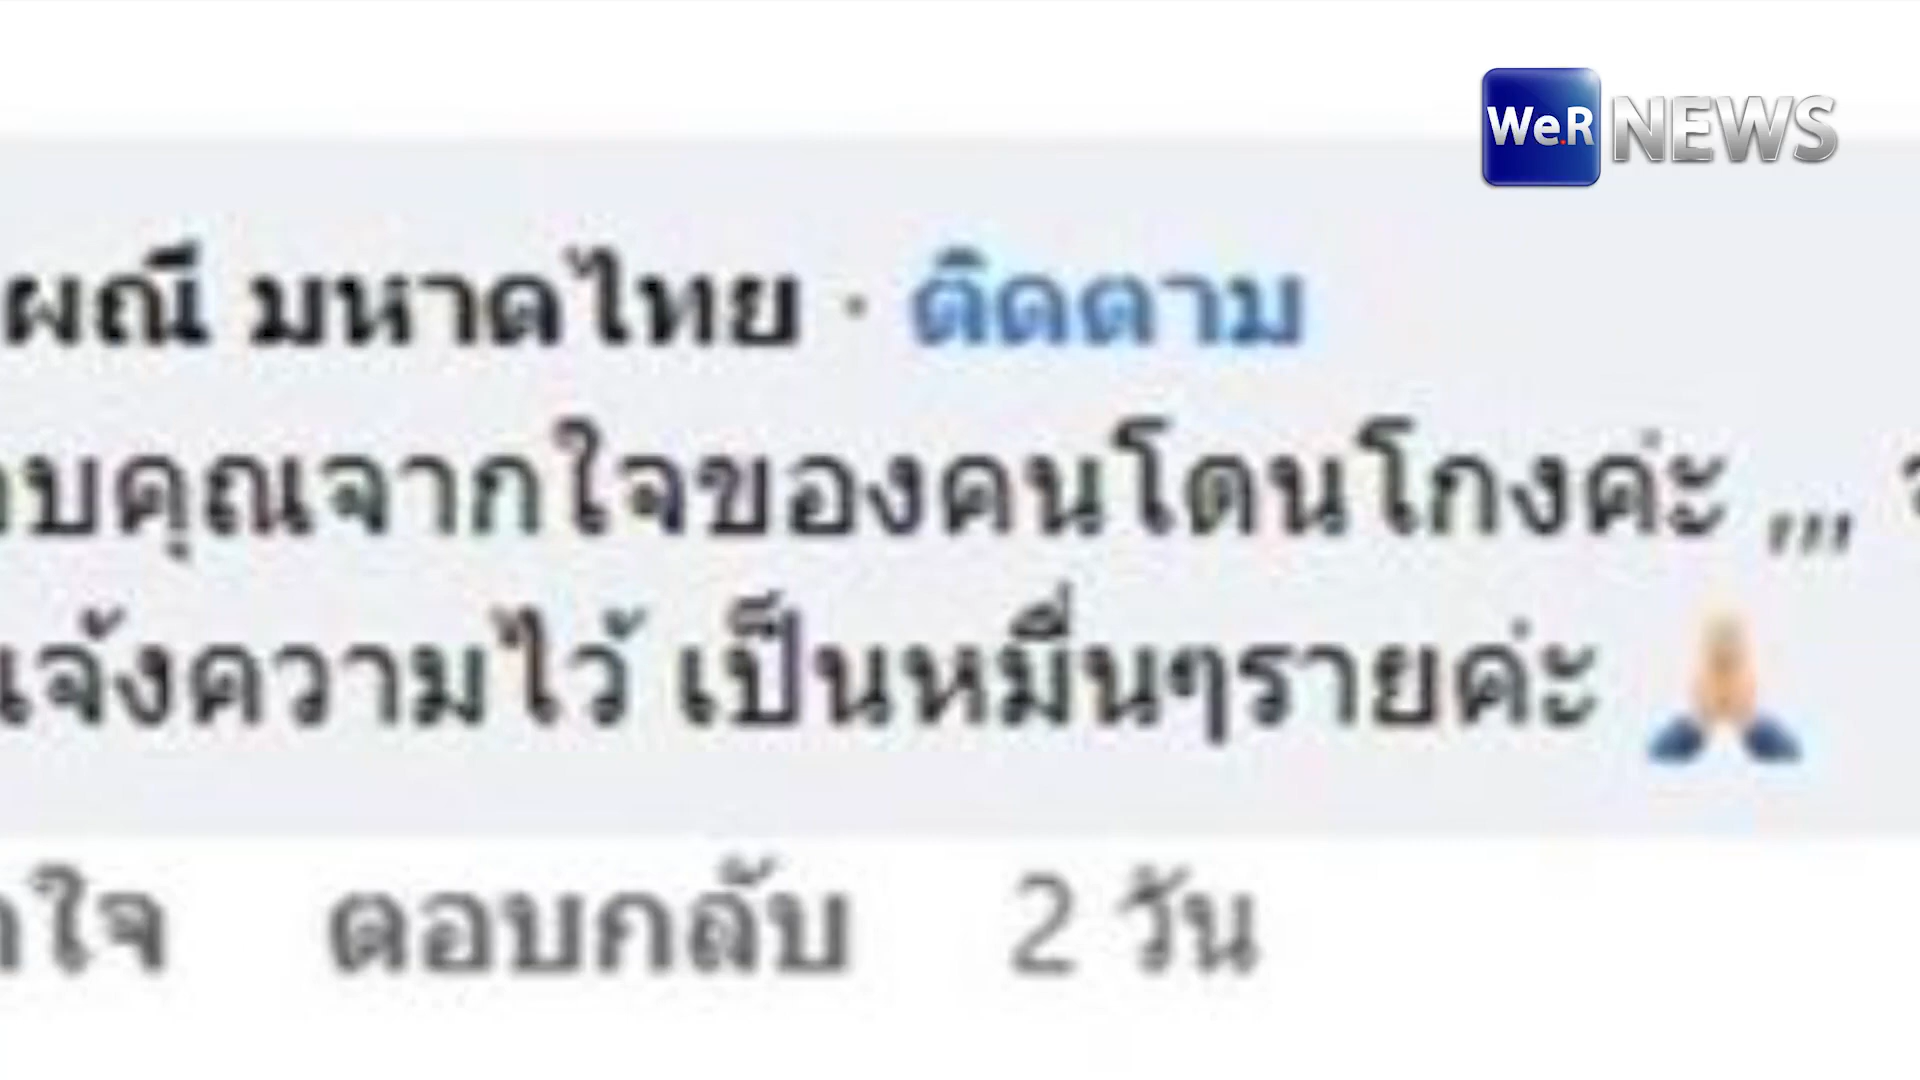 We.R NEWS
ผณี มหาดไทย · ติดตาม
บคุณจากใจของคนโดนโกงค่ะ ,,,
แจ้งความไว้ เป็นหมื่นๆรายค่ะ 🙏🏻
ใจ ตอบกลับ 2 วัน